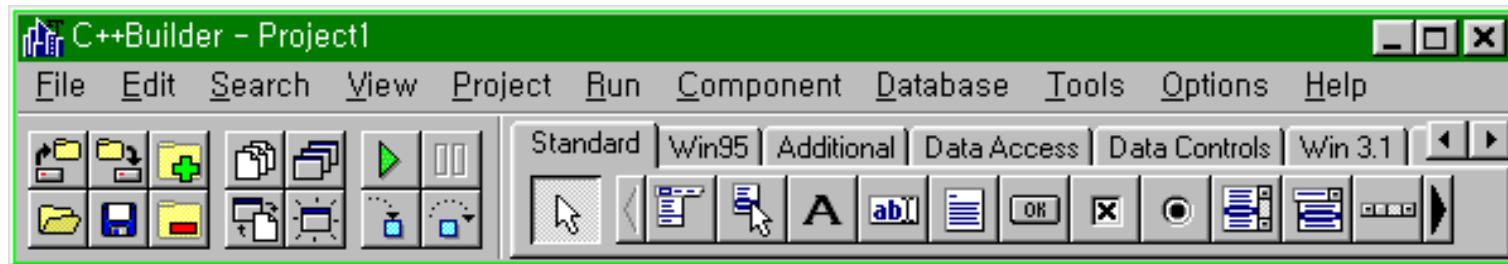 C++Builder - Project1
File Edit Search View Project Run Component Database Tools Options Help
Standard Win95 Additional Data Access Data Controls Win 3.1
A ab OK